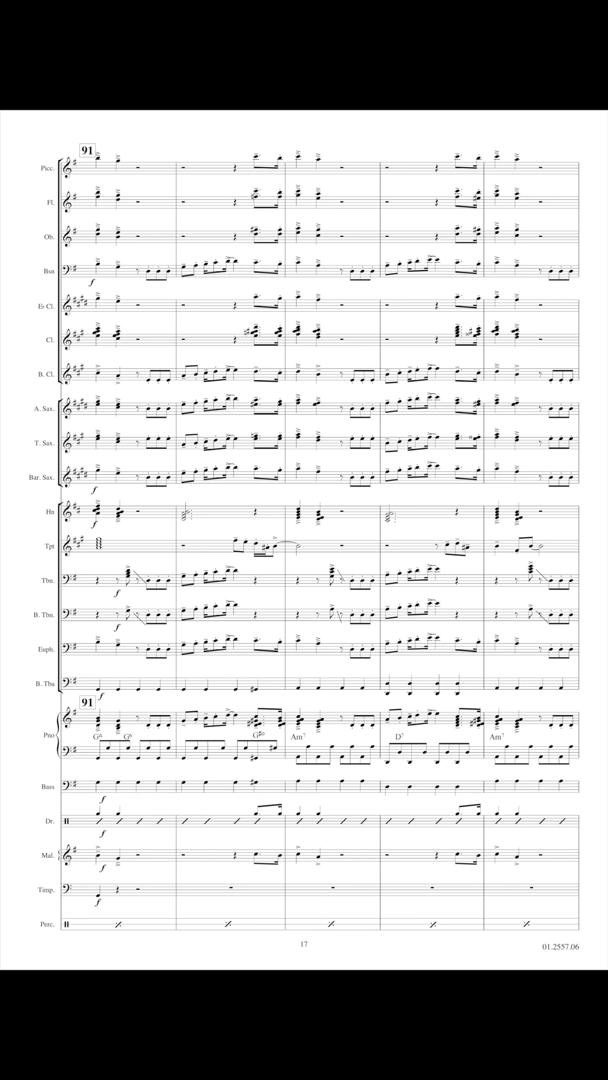 91
Picc.
Fl.
Ob.
Bsn
f
E♭ Cl.
Cl.
B. Cl.
A. Sax.
T. Sax.
Bar. Sax.
f
Hn
f
Tpt
Tbn.
f
B. Tbn.
f
Euph.
B. Tba
f
91
Pno
Am⁷ D⁷ Am⁷
Bass
f
Dr.
f
Mal.
f
Timp.
f
Perc.
17
01.2557.06